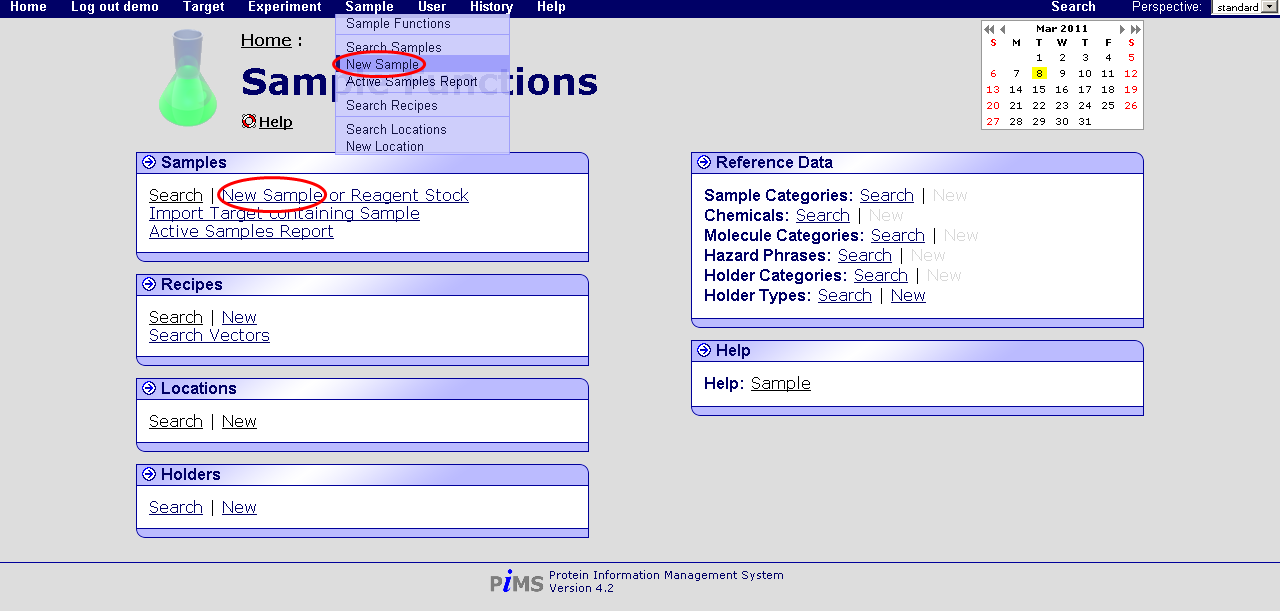 Home Log out demo Target Experiment Sample User History Help Search Perspective: standard
Sample Functions
Search Samples
New Sample
Active Samples Report
Search Recipes
Search Locations
New Location
Home :
Sample Functions
Help
Mar 2011
S M T W T F S
1 2 3 4 5
6 7 8 9 10 11 12
13 14 15 16 17 18 19
20 21 22 23 24 25 26
27 28 29 30 31
Samples
Search | New Sample or Reagent Stock
Import Target containing Sample
Active Samples Report
Recipes
Search | New
Search Vectors
Locations
Search | New
Holders
Search | New
Reference Data
Sample Categories: Search | New
Chemicals: Search | New
Molecule Categories: Search | New
Hazard Phrases: Search | New
Holder Categories: Search | New
Holder Types: Search | New
Help
Help: Sample
PiMS Protein Information Management System
Version 4.2